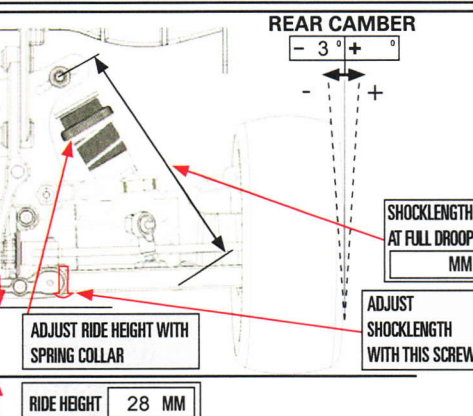 REAR CAMBER
- 3 ° + °
- +
SHOCKLENGTH
AT FULL DROOP
MM
ADJUST
SHOCKLENGTH
WITH THIS SCREW
ADJUST RIDE HEIGHT WITH
SPRING COLLAR
RIDE HEIGHT 28 MM